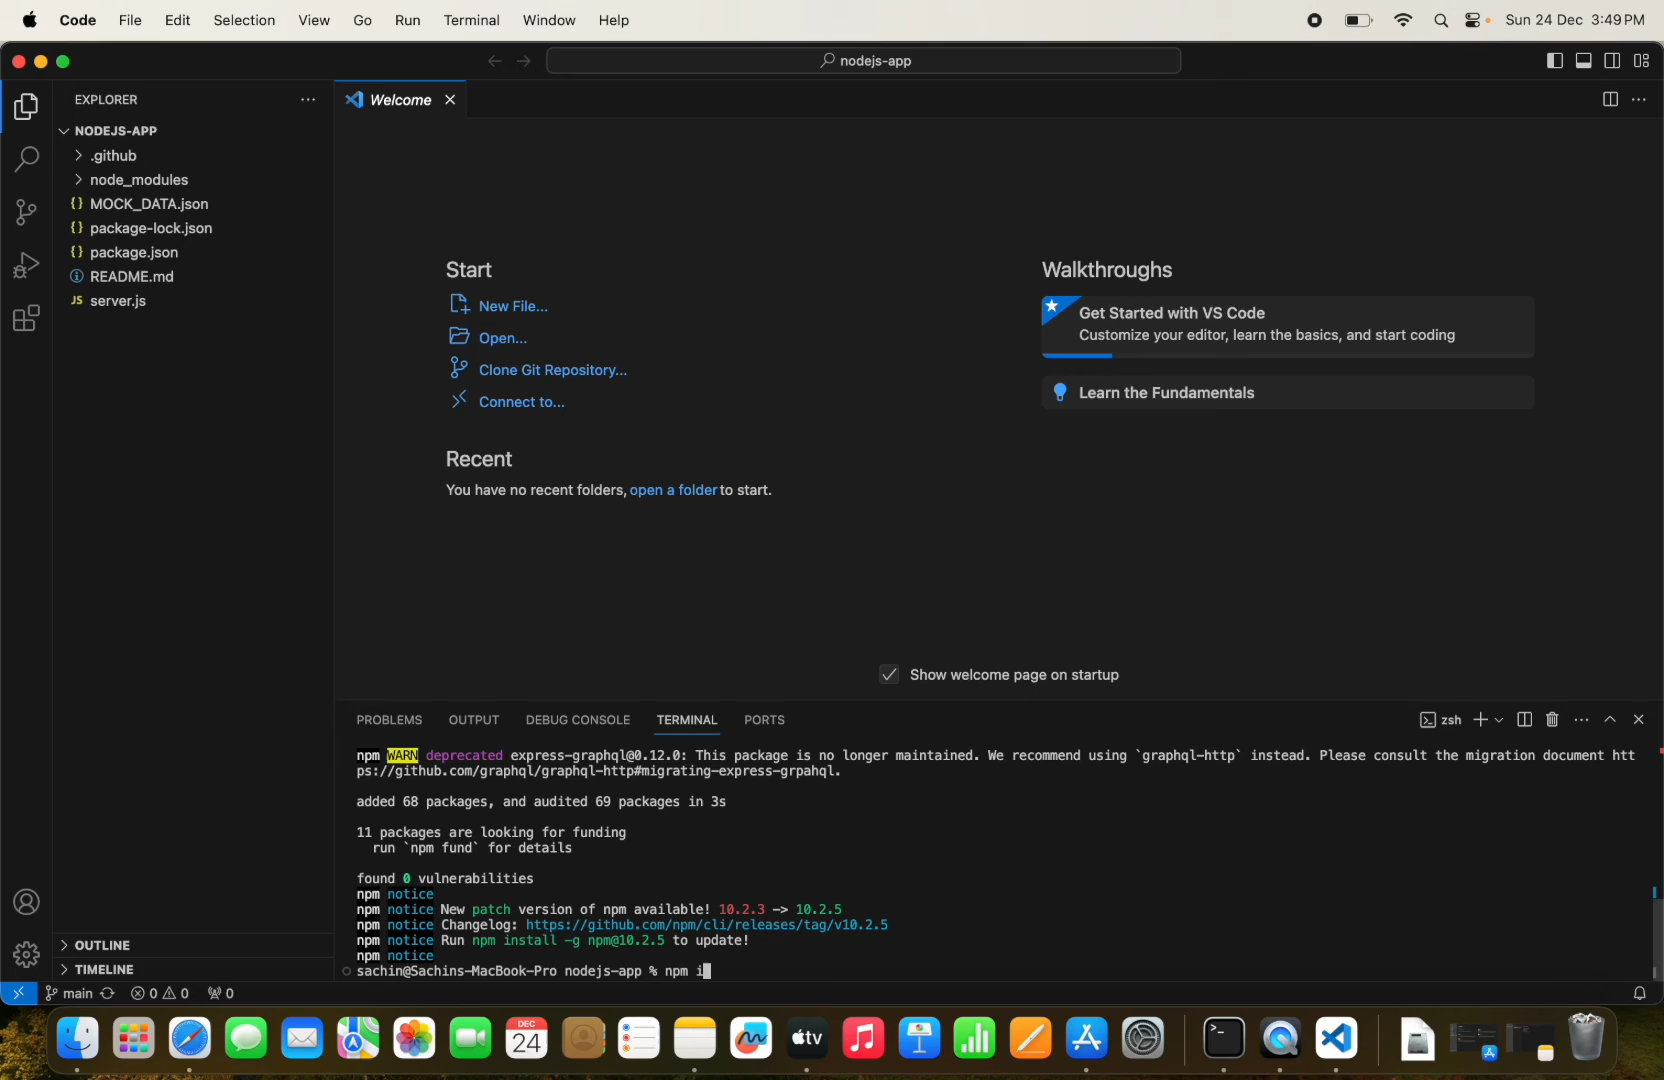 Code File Edit Selection View Go Run Terminal Window Help Sun 24 Dec 3:49 PM
nodejs-app
EXPLORER
Welcome
NODEJS-APP
.github
node_modules
{} MOCK_DATA.json
{} package-lock.json
{} package.json
README.md
JS server.js
Start
New File...
Open...
Clone Git Repository...
Connect to...
Recent
You have no recent folders, open a folder to start.
Walkthroughs
Get Started with VS Code
Customize your editor, learn the basics, and start coding
Learn the Fundamentals
Show welcome page on startup
PROBLEMS OUTPUT DEBUG CONSOLE TERMINAL PORTS zsh
npm WARN deprecated express-graphql@0.12.0: This package is no longer maintained. We recommend using `graphql-http` instead. Please consult the migration document htt
ps://github.com/graphql/graphql-http#migrating-express-grpahql.
added 68 packages, and audited 69 packages in 3s
11 packages are looking for funding
run `npm fund` for details
found 0 vulnerabilities
npm notice
npm notice New patch version of npm available! 10.2.3 -> 10.2.5
npm notice Changelog: https://github.com/npm/cli/releases/tag/v10.2.5
npm notice Run npm install -g npm@10.2.5 to update!
npm notice
sachin@Sachins-MacBook-Pro nodejs-app % npm i
OUTLINE
TIMELINE
main 0 0 0
DEC
24
tv